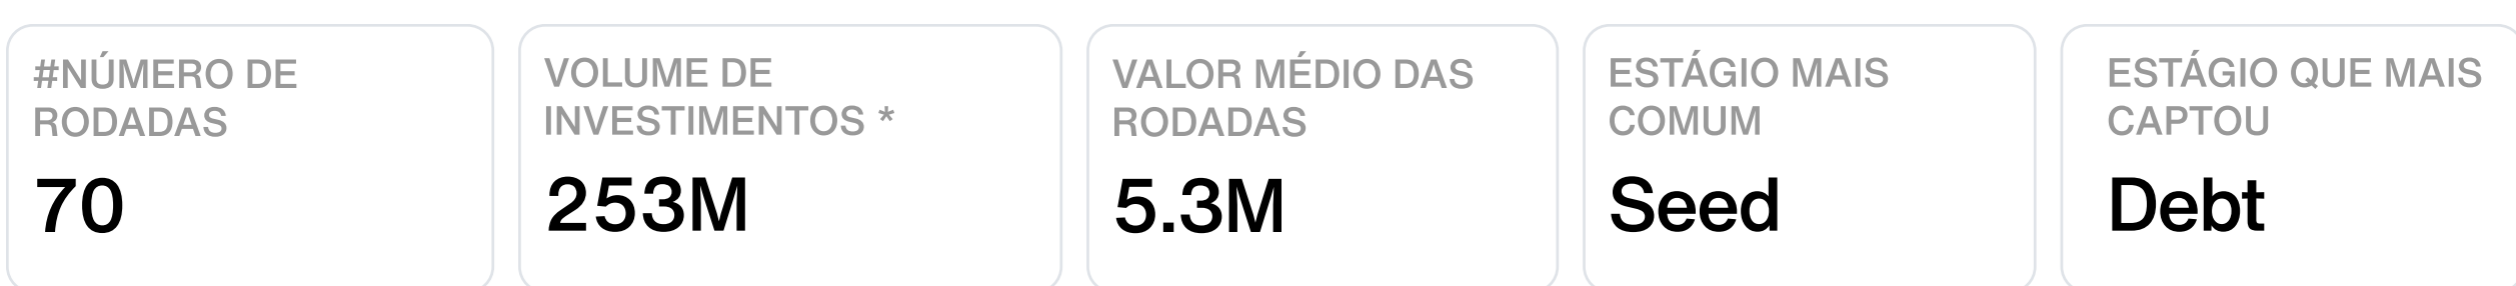 #NÚMERO DE
RODADAS
70
VOLUME DE
INVESTIMENTOS *
253M
VALOR MÉDIO DAS
RODADAS
5.3M
ESTÁGIO MAIS
COMUM
Seed
ESTÁGIO QUE MAIS
CAPTOU
Debt